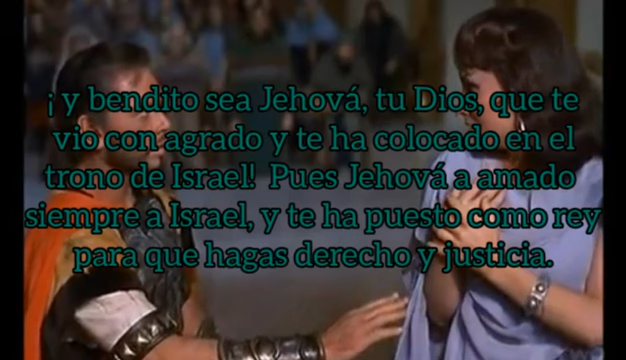 ¡ y bendito sea Jehová, tu Dios, que te
vio con agrado y te ha colocado en el
trono de Israel!  Pues Jehová a amado
siempre a Israel, y te ha puesto como rey
para que hagas derecho y justicia.